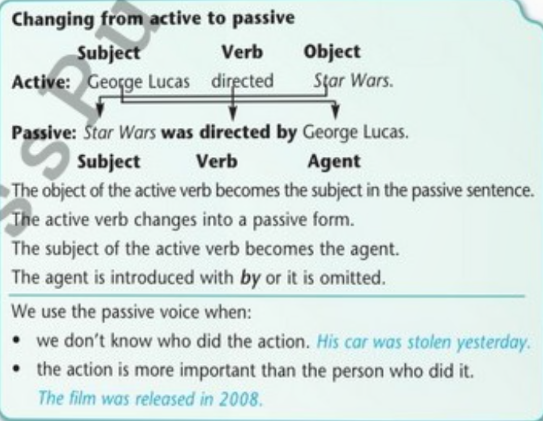 Changing from active to passive
Subject Verb Object
Active: George Lucas directed Star Wars.
Passive: Star Wars was directed by George Lucas.
Subject Verb Agent
The object of the active verb becomes the subject in the passive sentence.
The active verb changes into a passive form.
The subject of the active verb becomes the agent.
The agent is introduced with by or it is omitted.
We use the passive voice when:
• we don't know who did the action. His car was stolen yesterday.
• the action is more important than the person who did it.
The film was released in 2008.